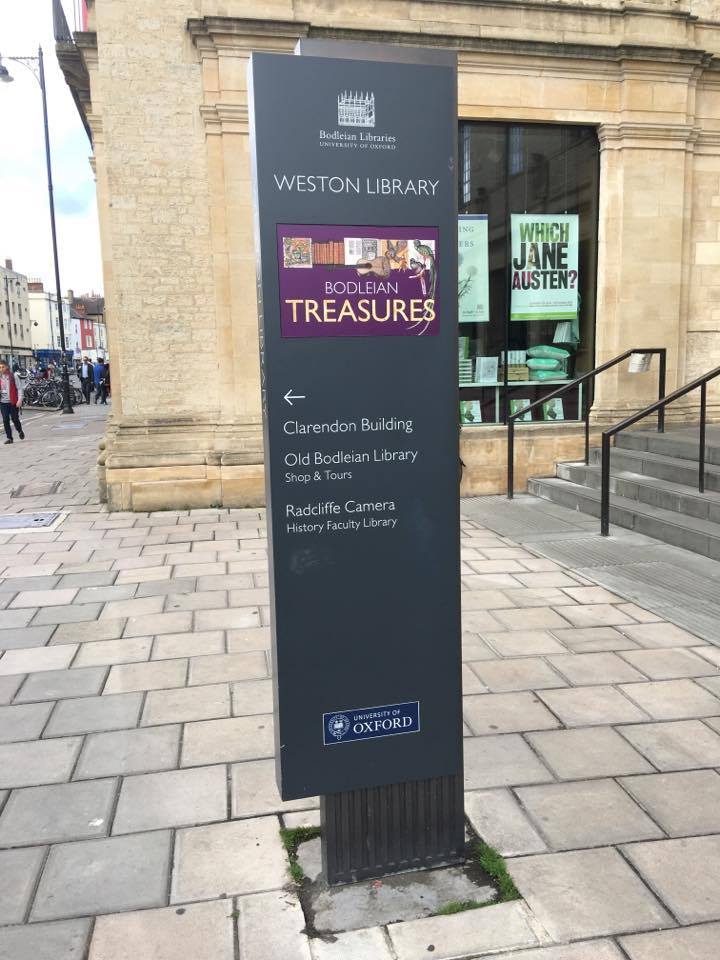 Bodleian Libraries
UNIVERSITY OF OXFORD
WESTON LIBRARY
BODLEIAN
TREASURES
←
Clarendon Building
Old Bodleian Library
Shop & Tours
Radcliffe Camera
History Faculty Library
UNIVERSITY OF
OXFORD
WHICH
JANE
AUSTEN?